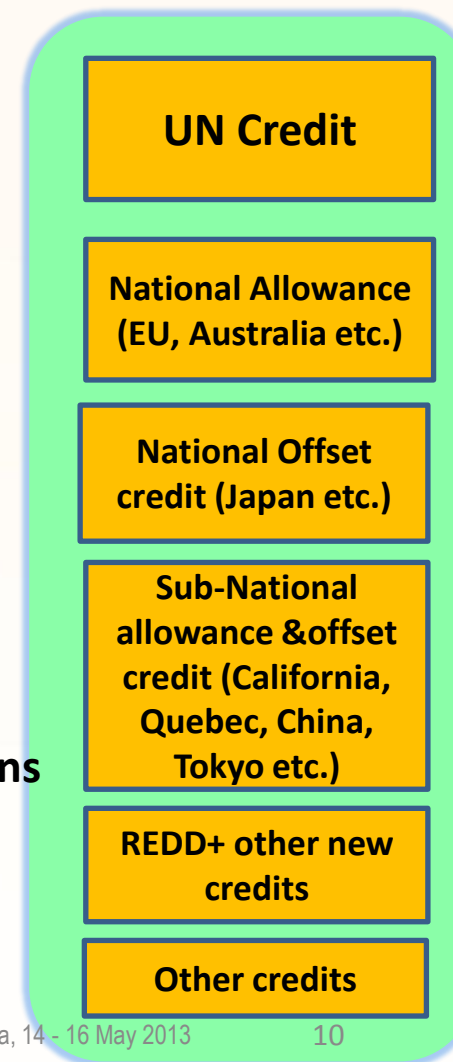 UN Credit
National Allowance
(EU, Australia etc.)
National Offset
credit (Japan etc.)
Sub-National
allowance &offset
credit (California,
Quebec, China,
Tokyo etc.)
REDD+ other new
credits
Other credits
14 - 16 May 2013
10